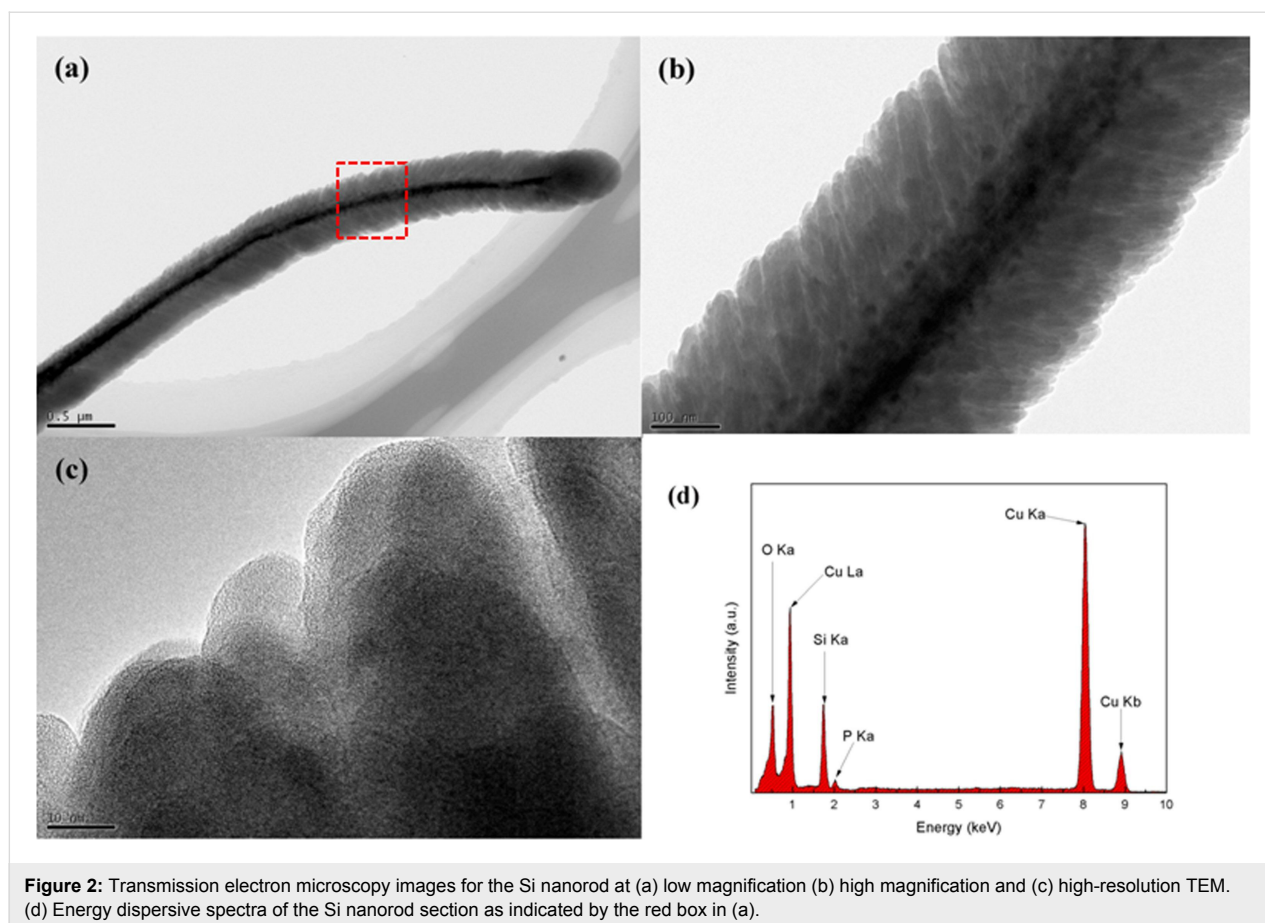 (a)
0.5 µm
(b)
100 nm
(c)
10 nm
(d)
Intensity (a.u.)
O Ka
Cu La
Si Ka
P Ka
Cu Ka
Cu Kb
1 2 3 4 5 6 7 8 9 10
Energy (keV)
Figure 2: Transmission electron microscopy images for the Si nanorod at (a) low magnification (b) high magnification and (c) high-resolution TEM.
(d) Energy dispersive spectra of the Si nanorod section as indicated by the red box in (a).